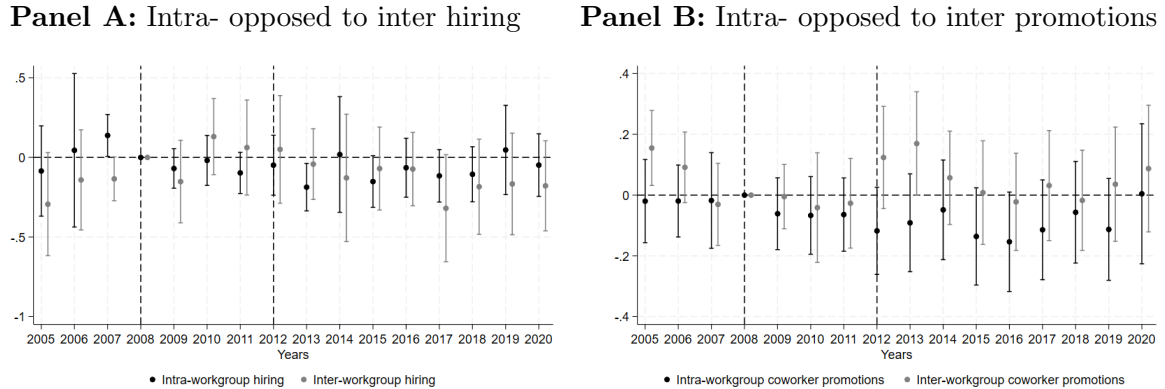 Panel A: Intra- opposed to inter hiring
.5
0
-.5
-1
2005 2006 2007 2008 2009 2010 2011 2012 2013 2014 2015 2016 2017 2018 2019 2020
Years
Intra-workgroup hiring Inter-workgroup hiring
Panel B: Intra- opposed to inter promotions
.4
.2
0
-.2
-.4
2005 2006 2007 2008 2009 2010 2011 2012 2013 2014 2015 2016 2017 2018 2019 2020
Years
Intra-workgroup coworker promotions Inter-workgroup coworker promotions